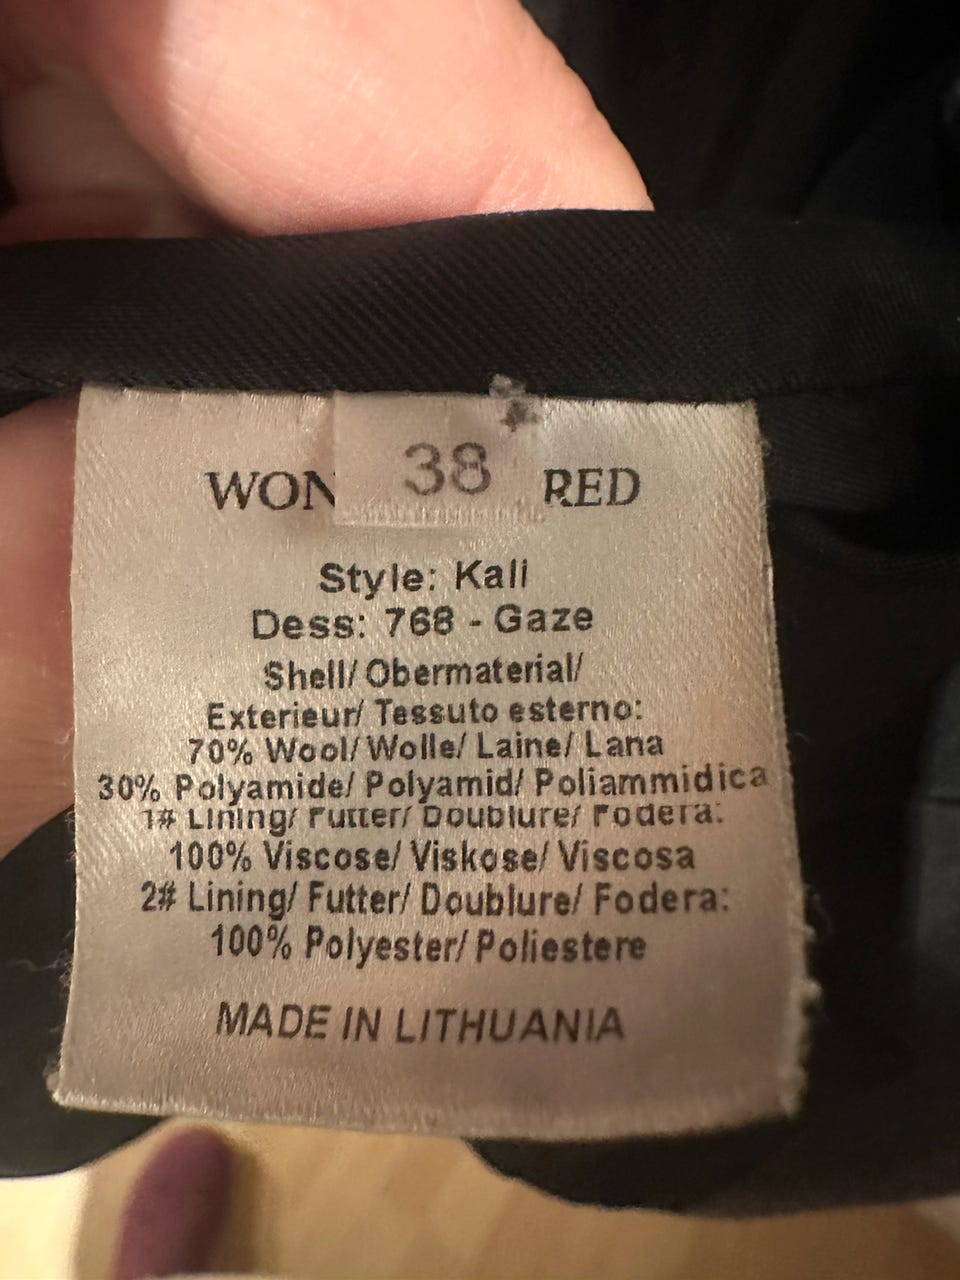 38
WON RED
Style: Kali
Dess: 768 - Gaze
Shell/ Obermaterial/
Exterieur/ Tessuto esterno:
70% Wool/ Wolle/ Laine/ Lana
30% Polyamide/ Polyamid/ Poliammidica
1# Lining/ Futter/ Doublure/ Fodera:
100% Viscose/ Viskose/ Viscosa
2# Lining/ Futter/ Doublure/ Fodera:
100% Polyester/ Poliestere
MADE IN LITHUANIA